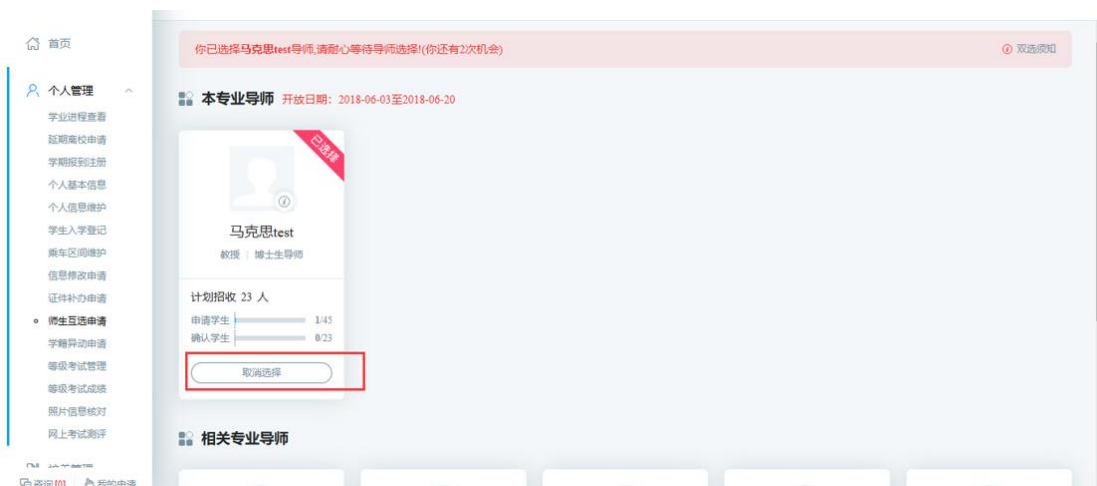 首页
个人管理
学业进程查看
延期离校申请
学期报到注册
个人基本信息
个人信息维护
学生入学登记
乘车区间维护
信息修改申请
证件补办申请
师生互选申请
学籍异动申请
等级考试管理
等级考试成绩
照片信息核对
网上考试测评
咨询[0] 我的申请
你已选择马克思test导师,请耐心等待导师选择!(你还有2次机会) 双选须知
本专业导师 开放日期：2018-06-03至2018-06-20
已选择
马克思test
教授 | 博士生导师
计划招收 23 人
申请学生 1/45
确认学生 0/23
取消选择
相关专业导师